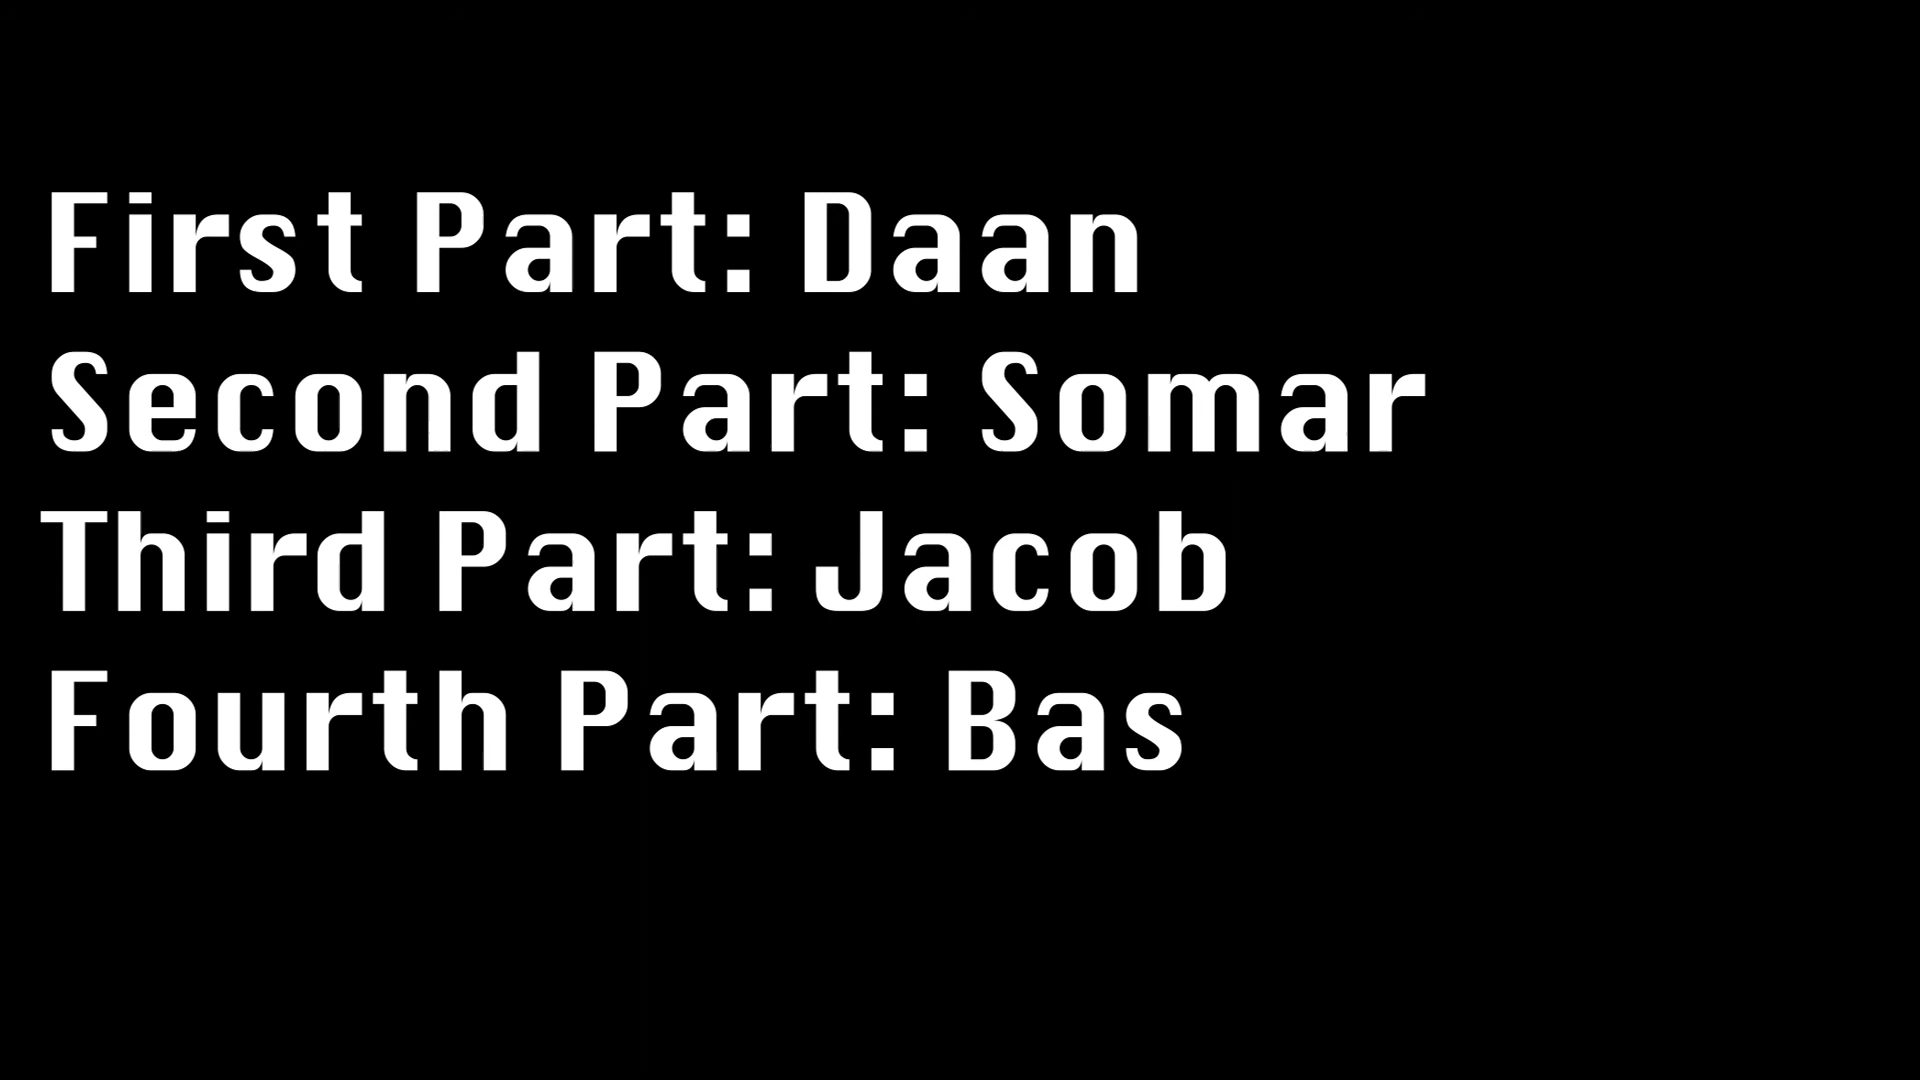 First Part: Daan
Second Part: Somar
Third Part: Jacob
Fourth Part: Bas